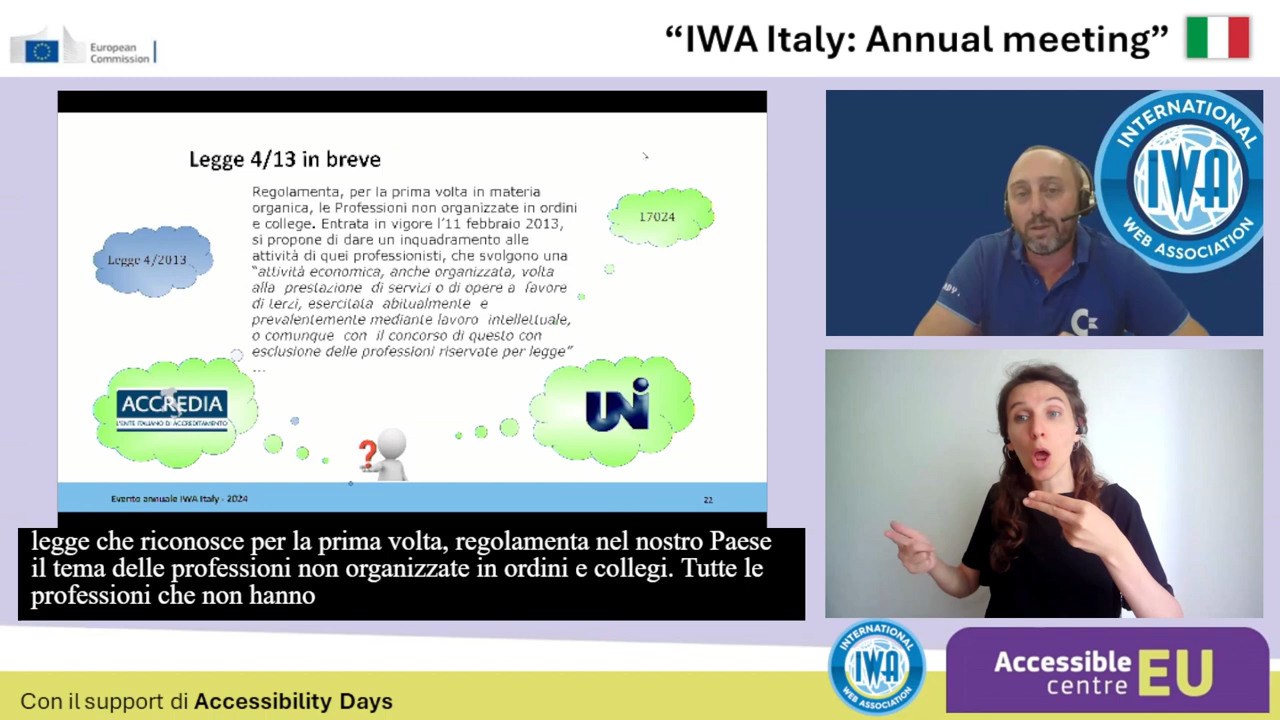 European
Commission
“IWA Italy: Annual meeting”
Legge 4/13 in breve
Regolamenta, per la prima volta in materia
organica, le Professioni non organizzate in ordini
e college. Entrata in vigore l’11 febbraio 2013,
si propone di dare un inquadramento alle
attività di quei professionisti, che svolgono una
“attività economica, anche organizzata, volta
alla prestazione di servizi o di opere a favore
di terzi, esercitata abitualmente e
prevalentemente mediante lavoro intellettuale,
o comunque con il concorso di questo con
esclusione delle professioni riservate per legge”
...
Legge 4/2013
17024
ACCREDIA
L'ENTE ITALIANO DI ACCREDITAMENTO
UNI
?
Evento annuale IWA Italy - 2024
22
INTERNATIONAL
IWA
WEB ASSOCIATION
legge che riconosce per la prima volta, regolamenta nel nostro Paese
il tema delle professioni non organizzate in ordini e collegi. Tutte le
professioni che non hanno
INTERNATIONAL
IWA
WEB ASSOCIATION
Accessible
centre
EU
Con il support di Accessibility Days